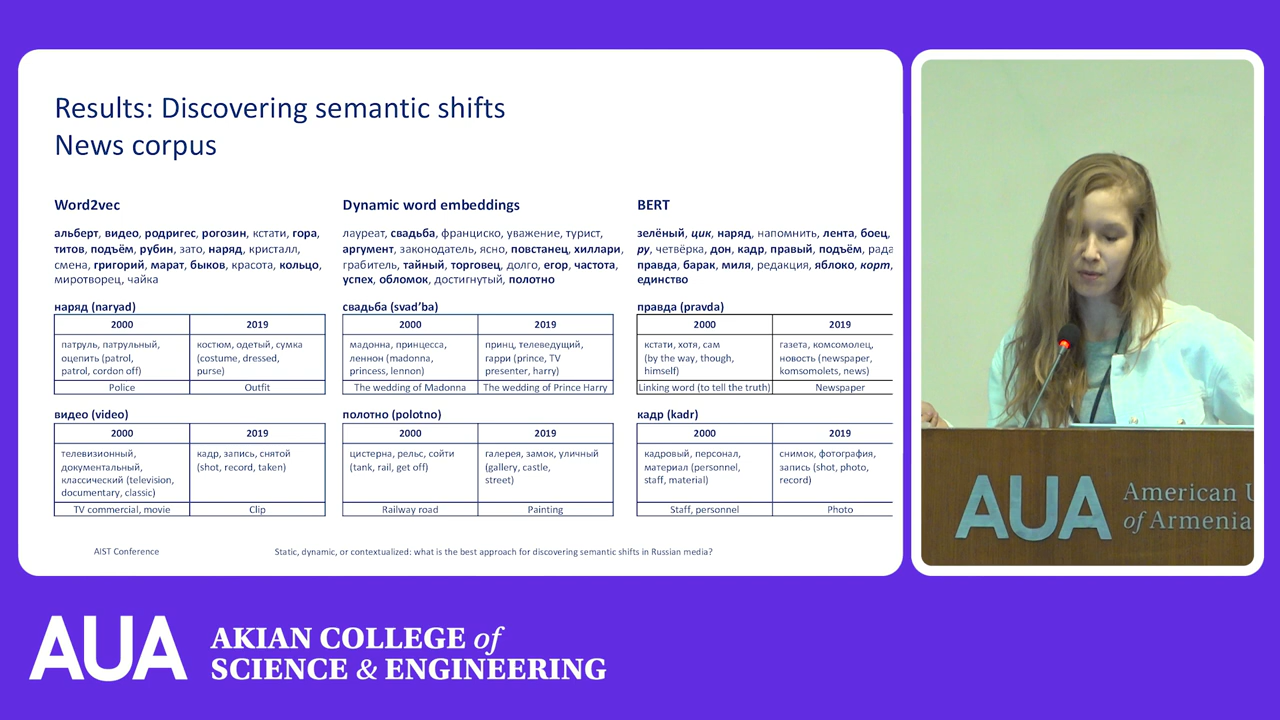 Results: Discovering semantic shifts
News corpus
Word2vec
альберт, видео, родригес, рогозин, кстати, гора,
титов, подъём, рубин, зато, наряд, кристалл,
смена, григорий, марат, быков, красота, кольцо,
миротворец, чайка
наряд (naryad)
2000 2019
патруль, патрульный, костюм, одетый, сумка
оцепить (patrol, (costume, dressed,
patrol, cordon off) purse)
Police Outfit
видео (video)
2000 2019
телевизионный, кадр, запись, снятой
документальный, (shot, record, taken)
классический (television,
documentary, classic)
TV commercial, movie Clip
Dynamic word embeddings
лауреат, свадьба, франциско, уважение, турист,
аргумент, законодатель, ясно, повстанец, хиллари,
грабитель, тайный, торговец, долго, егор, частота,
успех, обломок, достигнутый, полотно
свадьба (svad'ba)
2000 2019
мадонна, принцесса, принц, телеведущий,
леннон (madonna, гарри (prince, TV
princess, lennon) presenter, harry)
The wedding of Madonna The wedding of Prince Harry
полотно (polotno)
2000 2019
цистерна, рельс, сойти галерея, замок, уличный
(tank, rail, get off) (gallery, castle,
street)
Railway road Painting
BERT
зелёный, цик, наряд, напомнить, лента, боец,
ру, четвёрка, дон, кадр, правый, подъём, рада
правда, барак, миля, редакция, яблоко, корт,
единство
правда (pravda)
2000 2019
кстати, хотя, сам газета, комсомолец,
(by the way, though, новость (newspaper,
himself) komsomolets, news)
Linking word (to tell the truth) Newspaper
кадр (kadr)
2000 2019
кадровый, персонал, снимок, фотография,
материал (personnel, запись (shot, photo,
staff, material) record)
Staff, personnel Photo
AIST Conference Static, dynamic, or contextualized: what is the best approach for discovering semantic shifts in Russian media?
AUA American U
of Armenia
AUA AKIAN COLLEGE of
SCIENCE & ENGINEERING